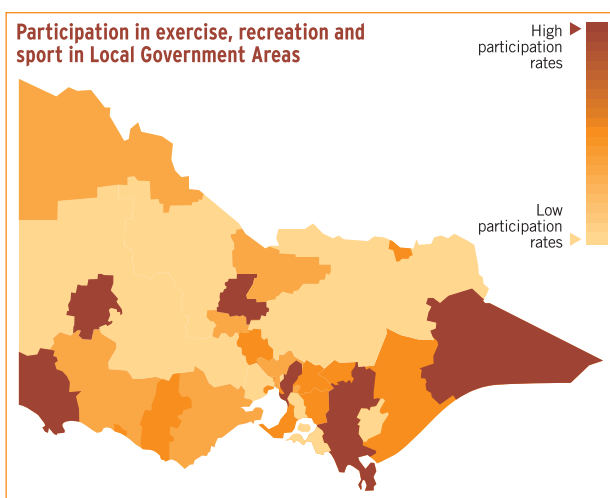 Participation in exercise, recreation and
sport in Local Government Areas
High
participation
rates
Low
participation
rates